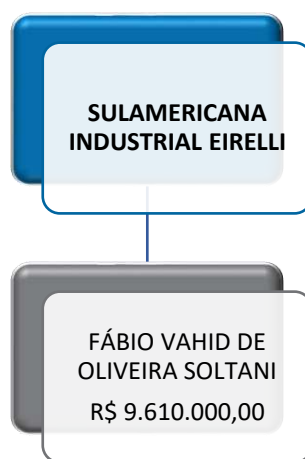 SULAMERICANA
INDUSTRIAL EIRELLI
FÁBIO VAHID DE
OLIVEIRA SOLTANI
R$ 9.610.000,00